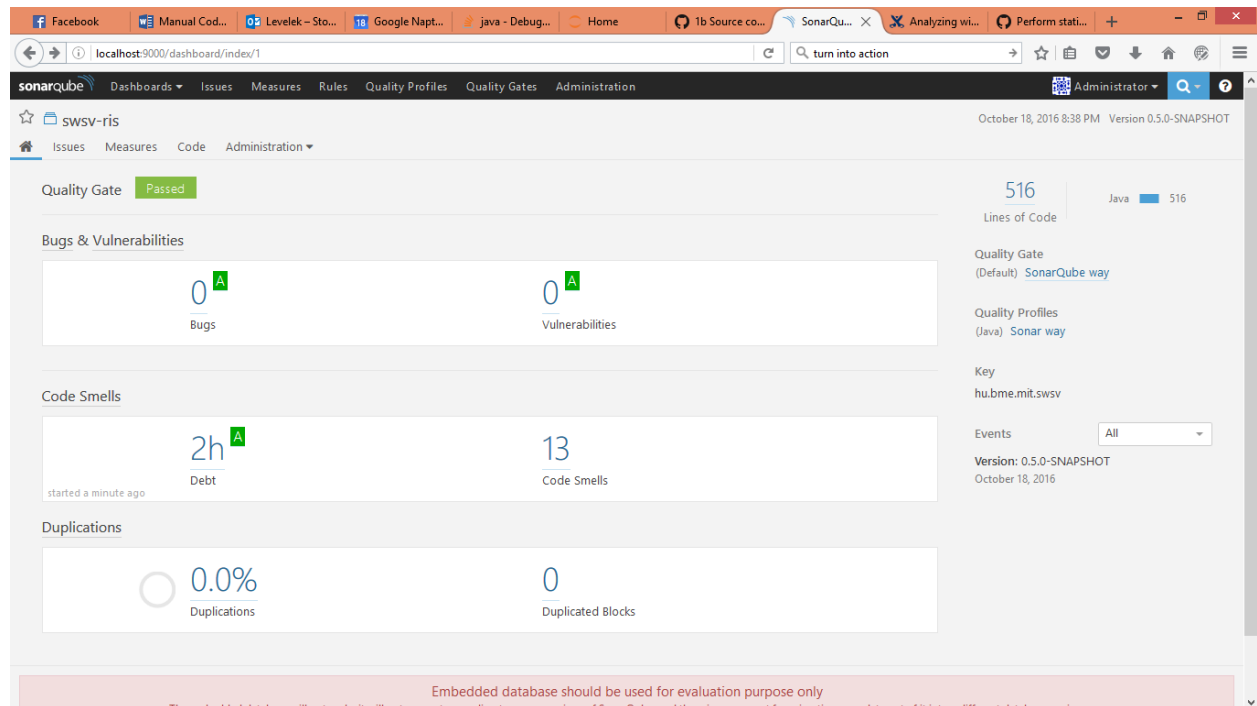 Facebook Manual Cod... Levelek – Sto... 18 Google Napt... java - Debug... Home 1b Source co... SonarQu... Analyzing wi... Perform stati...
localhost:9000/dashboard/index/1 turn into action
sonarqube Dashboards Issues Measures Rules Quality Profiles Quality Gates Administration Administrator
swsv-ris October 18, 2016 8:38 PM Version 0.5.0-SNAPSHOT
Issues Measures Code Administration
Quality Gate Passed
Bugs & Vulnerabilities
0 A 0 A
Bugs Vulnerabilities
Code Smells
2h A 13
Debt Code Smells
started a minute ago
Duplications
0.0% 0
Duplications Duplicated Blocks
516 Java 516
Lines of Code
Quality Gate
(Default) SonarQube way
Quality Profiles
(Java) Sonar way
Key
hu.bme.mit.swsv
Events All
Version: 0.5.0-SNAPSHOT
October 18, 2016
Embedded database should be used for evaluation purpose only